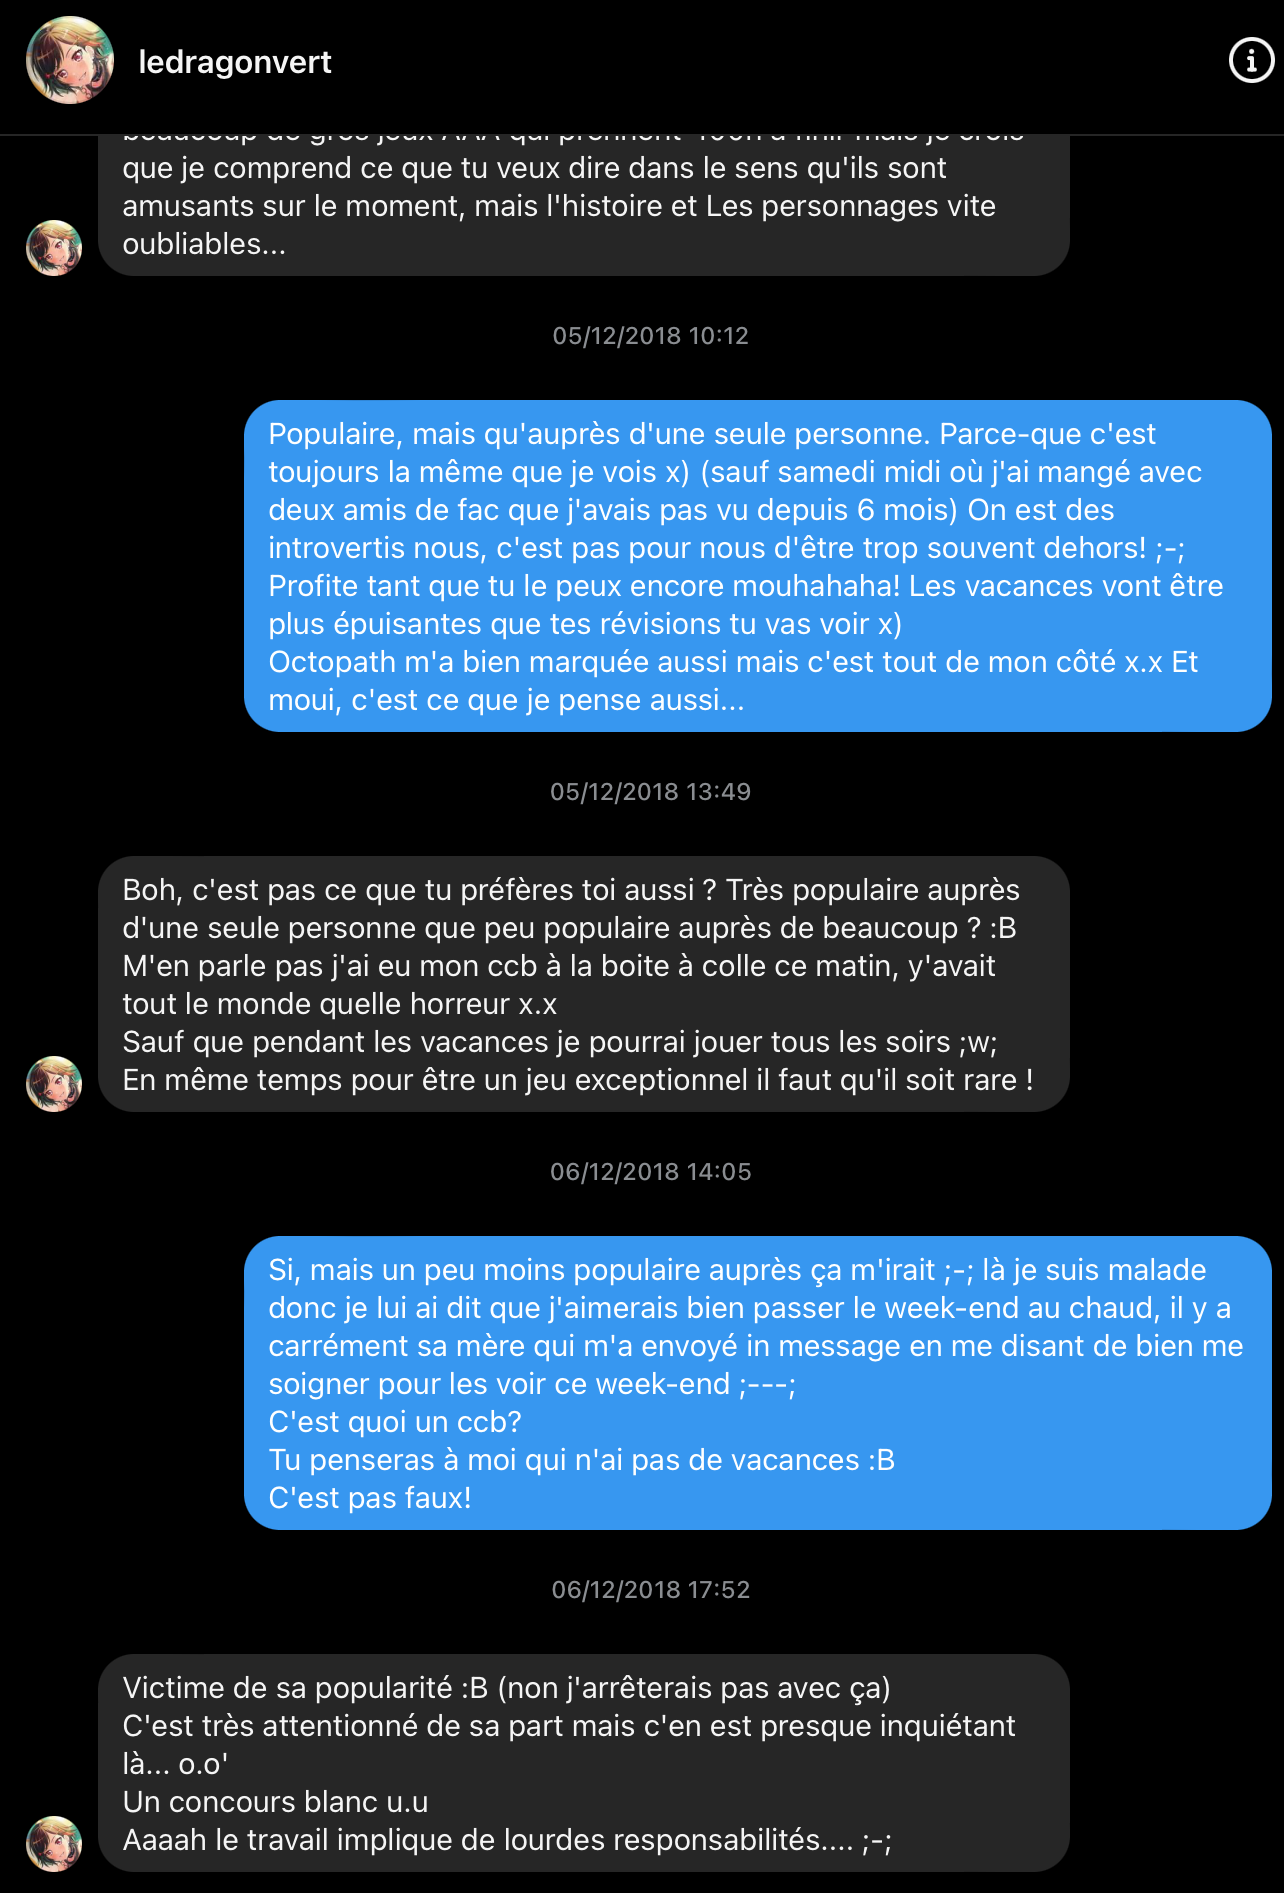 ledragonvert
que je comprend ce que tu veux dire dans le sens qu'ils sont
amusants sur le moment, mais l'histoire et Les personnages vite
oubliables...
05/12/2018 10:12
Populaire, mais qu'auprès d'une seule personne. Parce-que c'est
toujours la même que je vois x) (sauf samedi midi où j'ai mangé avec
deux amis de fac que j'avais pas vu depuis 6 mois) On est des
introvertis nous, c'est pas pour nous d'être trop souvent dehors! ;-;
Profite tant que tu le peux encore mouhahaha! Les vacances vont être
plus épuisantes que tes révisions tu vas voir x)
Octopath m'a bien marquée aussi mais c'est tout de mon côté x.x Et
moui, c'est ce que je pense aussi...
05/12/2018 13:49
Boh, c'est pas ce que tu préfères toi aussi ? Très populaire auprès
d'une seule personne que peu populaire auprès de beaucoup ? :B
M'en parle pas j'ai eu mon ccb à la boite à colle ce matin, y'avait
tout le monde quelle horreur x.x
Sauf que pendant les vacances je pourrai jouer tous les soirs ;w;
En même temps pour être un jeu exceptionnel il faut qu'il soit rare !
06/12/2018 14:05
Si, mais un peu moins populaire auprès ça m'irait ;-; là je suis malade
donc je lui ai dit que j'aimerais bien passer le week-end au chaud, il y a
carrément sa mère qui m'a envoyé in message en me disant de bien me
soigner pour les voir ce week-end ;---;
C'est quoi un ccb?
Tu penseras à moi qui n'ai pas de vacances :B
C'est pas faux!
06/12/2018 17:52
Victime de sa popularité :B (non j'arrêterais pas avec ça)
C'est très attentionné de sa part mais c'en est presque inquiétant
là... o.o'
Un concours blanc u.u
Aaaah le travail implique de lourdes responsabilités.... ;-;